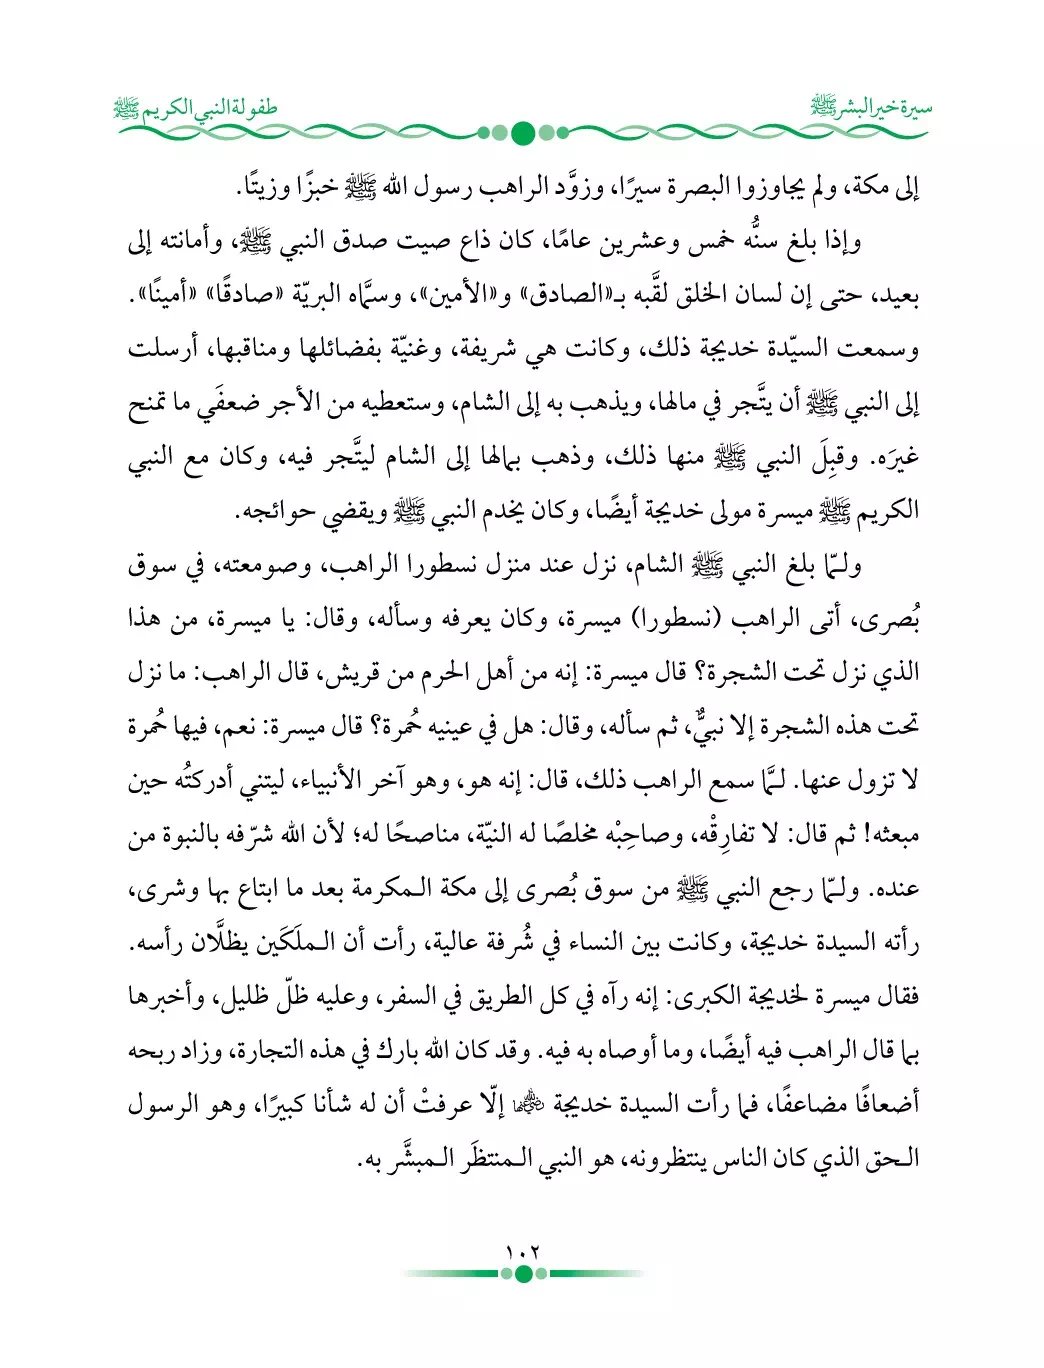 سيرة خير البشر ﷺ
طفولة النبي الكريم ﷺ
إلى مكة، ولم يجاوزوا البصرة سيرًا، وزوَّد الراهب رسول الله ﷺ خبزًا وزيتًا.
وإذا بلغ سنُّه خمس وعشرين عامًا، كان ذاع صيت صدق النبي ﷺ، وأمانته إلى
بعيد، حتى إن لسان الخلق لقَّبه بـ«الصادق» و«الأمين»، وسمَّاه البريّة «صادقًا» «أمينًا».
وسمعت السيّدة خديجة ذلك، وكانت هي شريفة، وغنيّة بفضائلها ومناقبها، أرسلت
إلى النبي ﷺ أن يتَّجر في مالها، ويذهب به إلى الشام، وستعطيه من الأجر ضعفَي ما تمنح
غيرَه. وقبِلَ النبي ﷺ منها ذلك، وذهب بمالها إلى الشام ليتَّجر فيه، وكان مع النبي
الكريم ﷺ ميسرة مولى خديجة أيضًا، وكان يخدم النبي ﷺ ويقضي حوائجه.
ولـمّا بلغ النبي ﷺ الشام، نزل عند منزل نسطورا الراهب، وصومعته، في سوق
بُصرى، أتى الراهب (نسطورا) ميسرة، وكان يعرفه وسأله، وقال: يا ميسرة، من هذا
الذي نزل تحت الشجرة؟ قال ميسرة: إنه من أهل الحرم من قريش، قال الراهب: ما نزل
تحت هذه الشجرة إلا نبيٌّ، ثم سأله، وقال: هل في عينيه حُمرة؟ قال ميسرة: نعم، فيها حُمرة
لا تزول عنها. لـمَّا سمع الراهب ذلك، قال: إنه هو، وهو آخر الأنبياء، ليتني أدركتُه حين
مبعثه! ثم قال: لا تفارِقْه، وصاحِبْه مخلصًا له النيّة، مناصحًا له؛ لأن الله شرّفه بالنبوة من
عنده. ولـمّا رجع النبي ﷺ من سوق بُصرى إلى مكة الـمكرمة بعد ما ابتاع بها وشرى،
رأته السيدة خديجة، وكانت بين النساء في شُرفة عالية، رأت أن الـملَكَين يظلَّان رأسه.
فقال ميسرة لخديجة الكبرى: إنه رآه في كل الطريق في السفر، وعليه ظلّ ظليل، وأخبرها
بما قال الراهب فيه أيضًا، وما أوصاه به فيه. وقد كان الله بارك في هذه التجارة، وزاد ربحه
أضعافًا مضاعفًا، فما رأت السيدة خديجة رضي الله عنها إلّا عرفتْ أن له شأنا كبيرًا، وهو الرسول
الـحق الذي كان الناس ينتظرونه، هو النبي الـمنتظَر الـمبشَّر به.
١٠٢